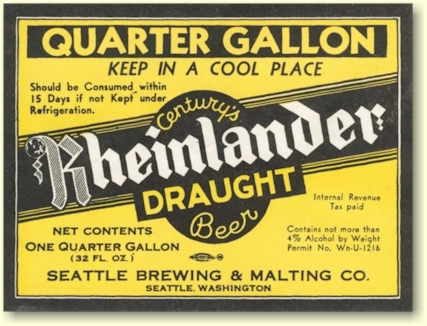 QUARTER GALLON
KEEP IN A COOL PLACE
Should be Consumed within
15 Days if not Kept under
Refrigeration.
Century's
Rheinlander
DRAUGHT
Beer
Internal Revenue
Tax paid
NET CONTENTS
ONE QUARTER GALLON
(32 FL. OZ.)
Contains not more than
4% Alcohol by Weight
Permit No. Wn-U-1216
SEATTLE BREWING & MALTING CO.
SEATTLE, WASHINGTON